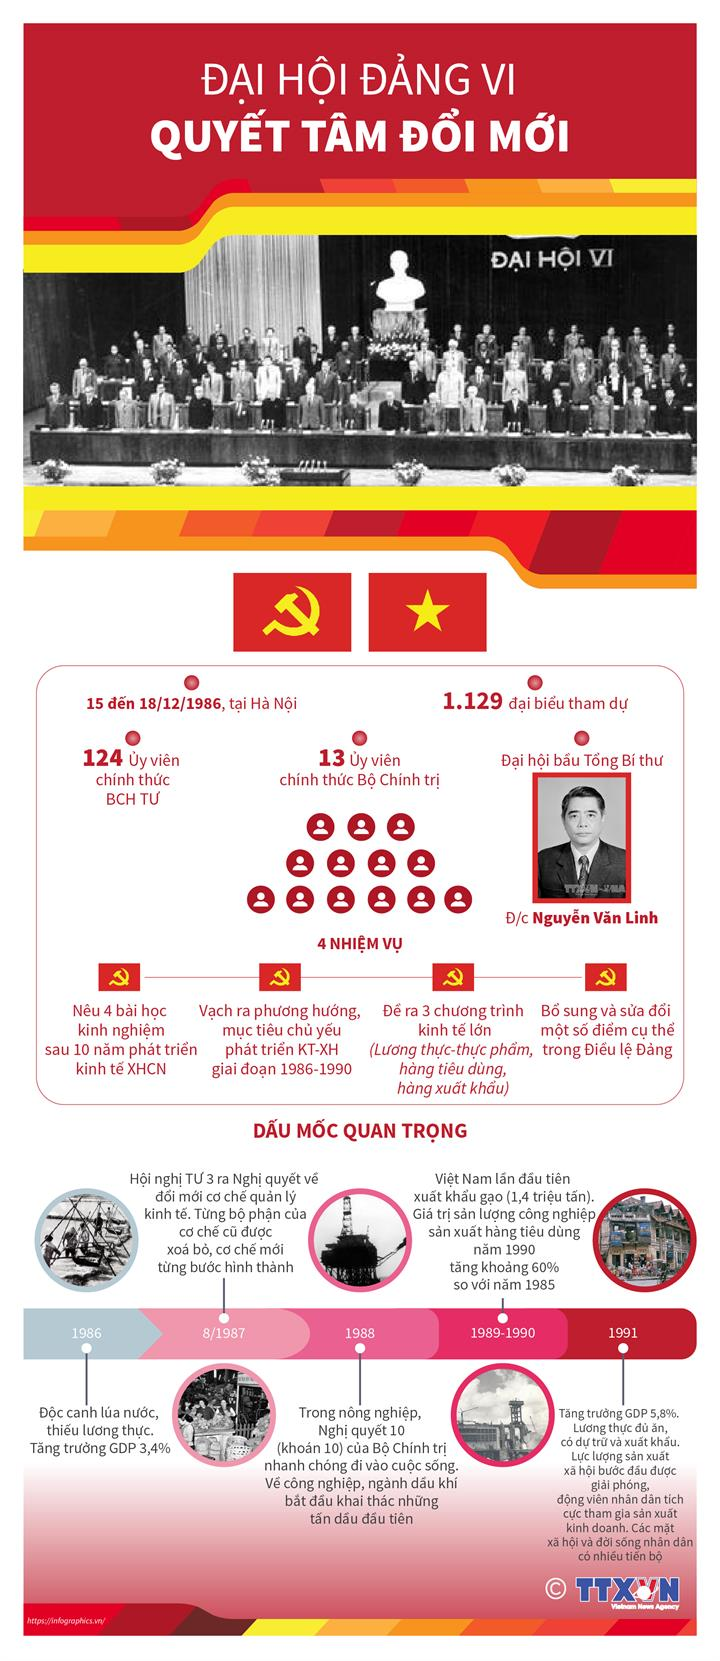 ĐẠI HỘI ĐẢNG VI
QUYẾT TÂM ĐỔI MỚI
ĐẠI HỘI VI
15 đến 18/12/1986, tại Hà Nội
1.129 đại biểu tham dự
124 Ủy viên
chính thức
BCH TƯ
13 Ủy viên
chính thức Bộ Chính trị
Đại hội bầu Tổng Bí thư
Đ/c Nguyễn Văn Linh
4 NHIỆM VỤ
Nêu 4 bài học
kinh nghiệm
sau 10 năm phát triển
kinh tế XHCN
Vạch ra phương hướng,
mục tiêu chủ yếu
phát triển KT-XH
giai đoạn 1986-1990
Đề ra 3 chương trình
kinh tế lớn
(Lương thực-thực phẩm,
hàng tiêu dùng,
hàng xuất khẩu)
Bổ sung và sửa đổi
một số điểm cụ thể
trong Điều lệ Đảng
DẤU MỐC QUAN TRỌNG
Hội nghị TƯ 3 ra Nghị quyết về
đổi mới cơ chế quản lý
kinh tế. Từng bộ phận của
cơ chế cũ được
xoá bỏ, cơ chế mới
từng bước hình thành
Việt Nam lần đầu tiên
xuất khẩu gạo (1,4 triệu tấn).
Giá trị sản lượng công nghiệp
sản xuất hàng tiêu dùng
năm 1990
tăng khoảng 60%
so với năm 1985
1986
8/1987
1988
1989-1990
1991
Độc canh lúa nước,
thiếu lương thực.
Tăng trưởng GDP 3,4%
Trong nông nghiệp,
Nghị quyết 10
(khoán 10) của Bộ Chính trị
nhanh chóng đi vào cuộc sống.
Về công nghiệp, ngành dầu khí
bắt đầu khai thác những
tấn dầu đầu tiên
Tăng trưởng GDP 5,8%.
Lương thực đủ ăn,
có dự trữ và xuất khẩu.
Lực lượng sản xuất
xã hội bước đầu được
giải phóng,
động viên nhân dân tích
cực tham gia sản xuất
kinh doanh. Các mặt
xã hội và đời sống nhân dân
có nhiều tiến bộ
© TTXVN
Vietnam News Agency
https://infographics.vn/